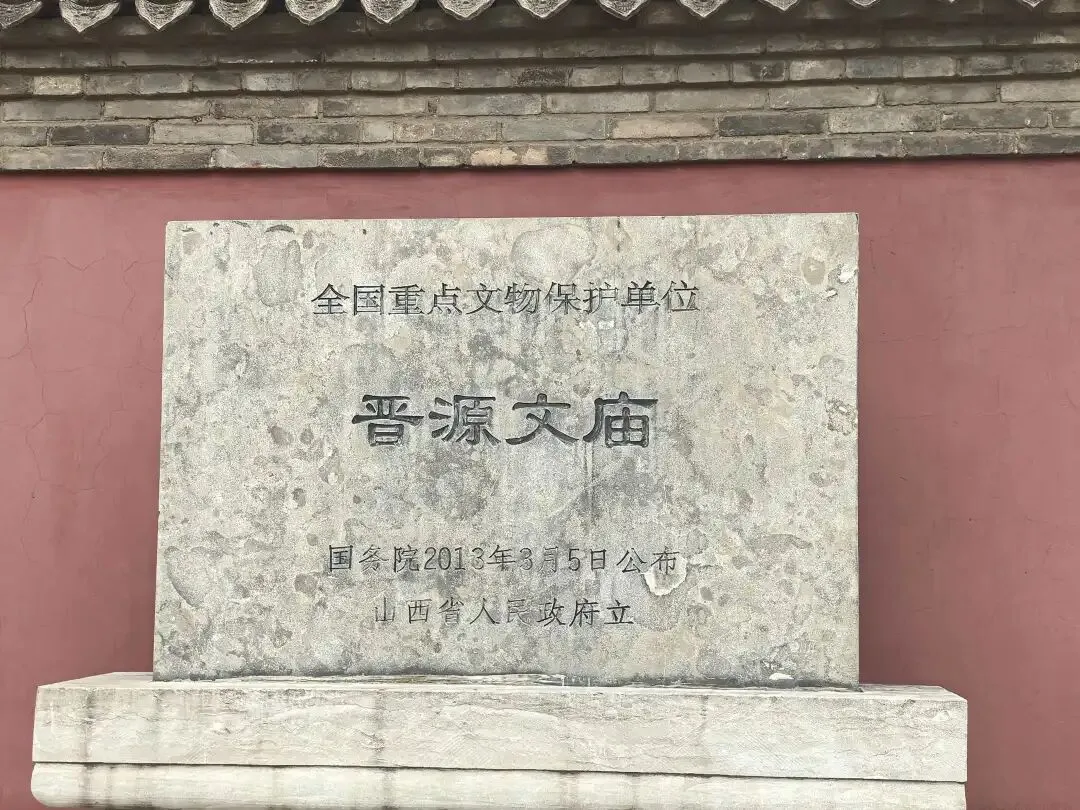 全国重点文物保护单位
晋源文庙
国务院2013年3月5日公布
山西省人民政府立